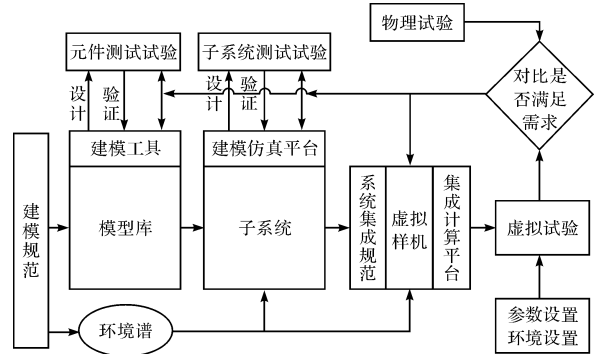 物理试验
元件测试试验
子系统测试试验
设计
验证
设计
验证
对比是
否满足
需求
建模工具
建模仿真平台
建模规范
模型库
子系统
系统集成规范
虚拟
样机
集成计算平台
虚拟试验
环境谱
参数设置
环境设置